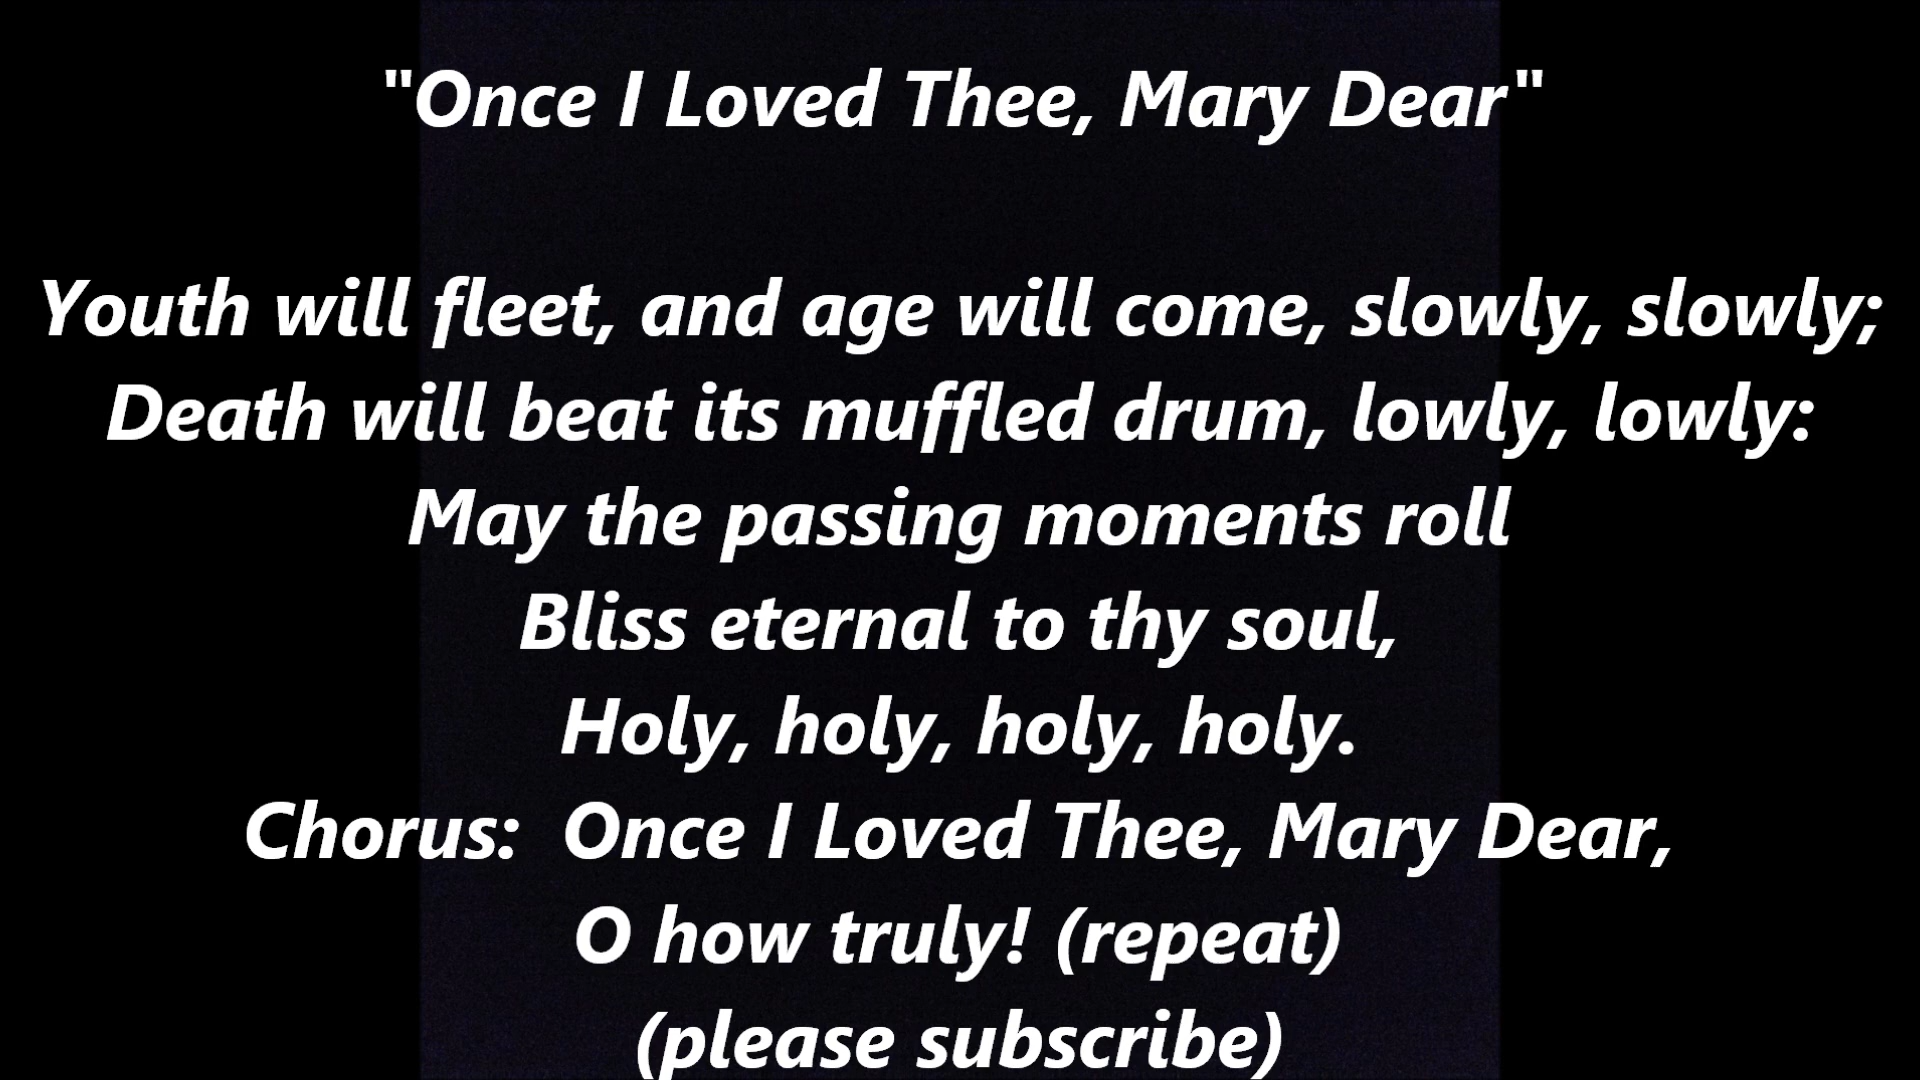 "Once I Loved Thee, Mary Dear"
Youth will fleet, and age will come, slowly, slowly;
Death will beat its muffled drum, lowly, lowly:
May the passing moments roll
Bliss eternal to thy soul,
Holy, holy, holy, holy.
Chorus:  Once I Loved Thee, Mary Dear,
O how truly! (repeat)
(please subscribe)